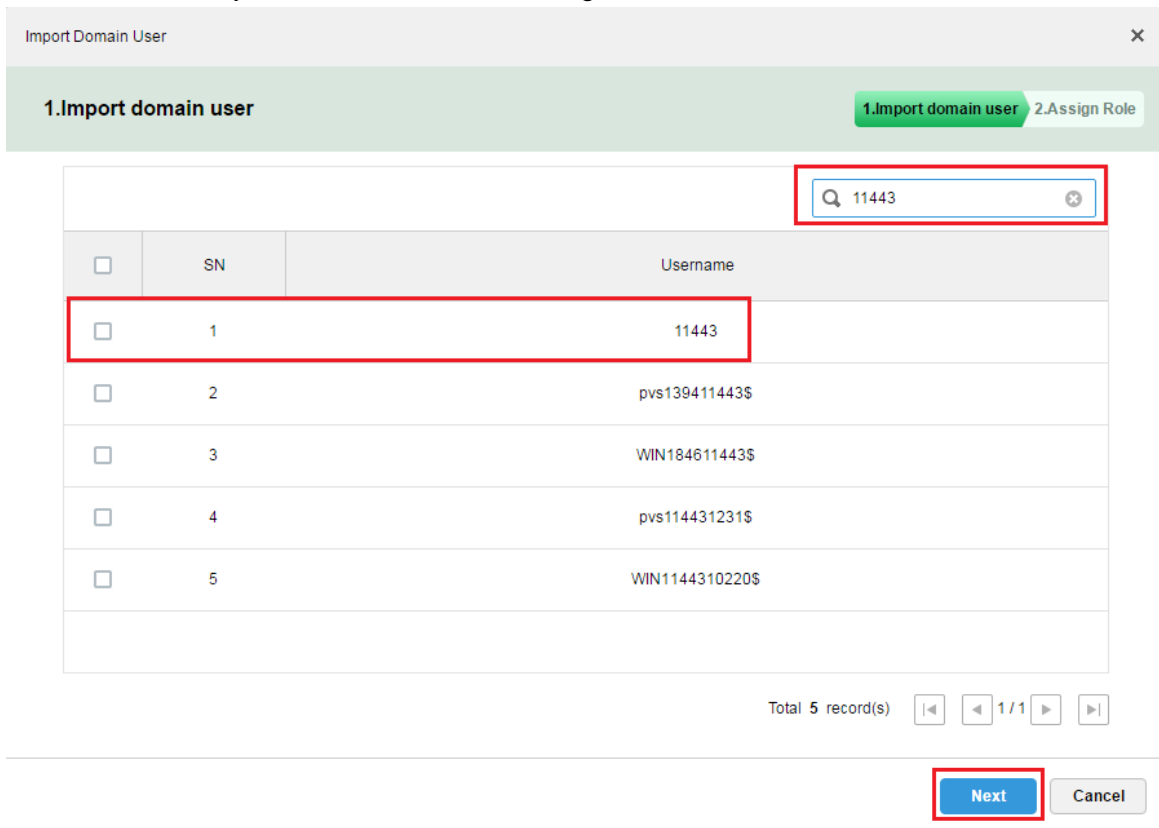 Import Domain User
1.Import domain user
1.Import domain user 2.Assign Role
11443
SN Username
1 11443
2 pvs139411443$
3 WIN184611443$
4 pvs114431231$
5 WIN1144310220$
Total 5 record(s) 1 / 1
Next Cancel